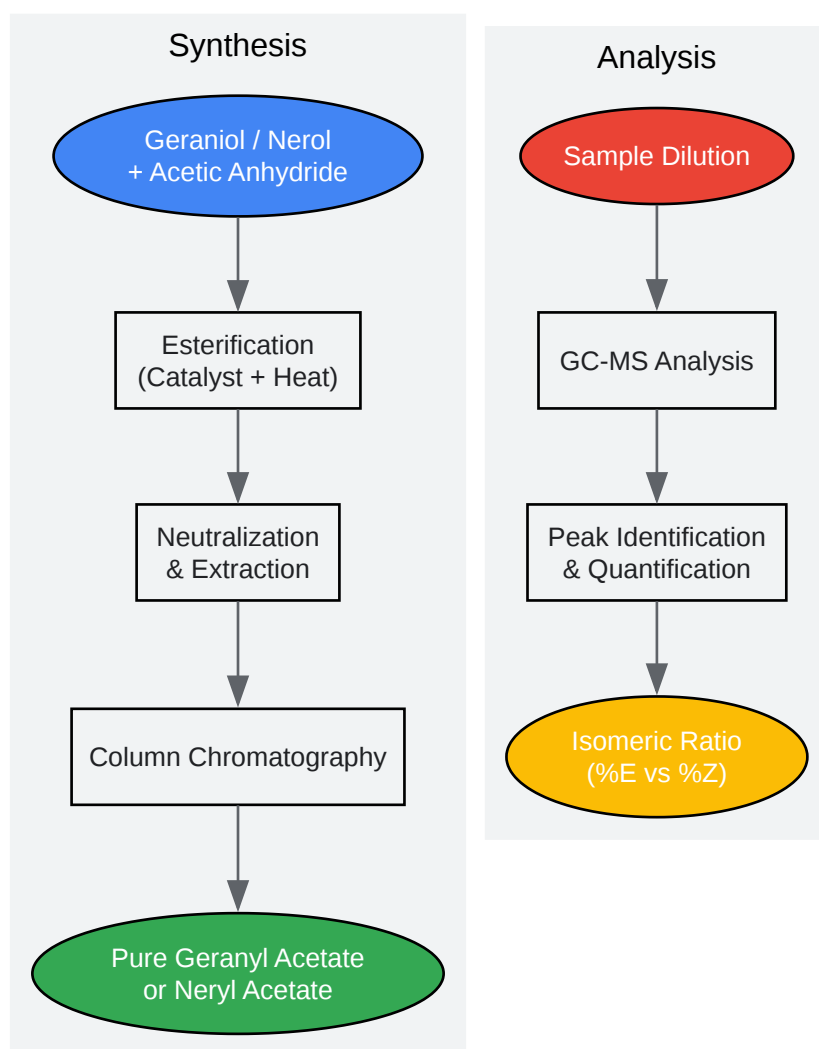 Synthesis
Geraniol / Nerol
+ Acetic Anhydride
Esterification
(Catalyst + Heat)
Neutralization
& Extraction
Column Chromatography
Pure Geranyl Acetate
or Neryl Acetate
Analysis
Sample Dilution
GC-MS Analysis
Peak Identification
& Quantification
Isomeric Ratio
(%E vs %Z)